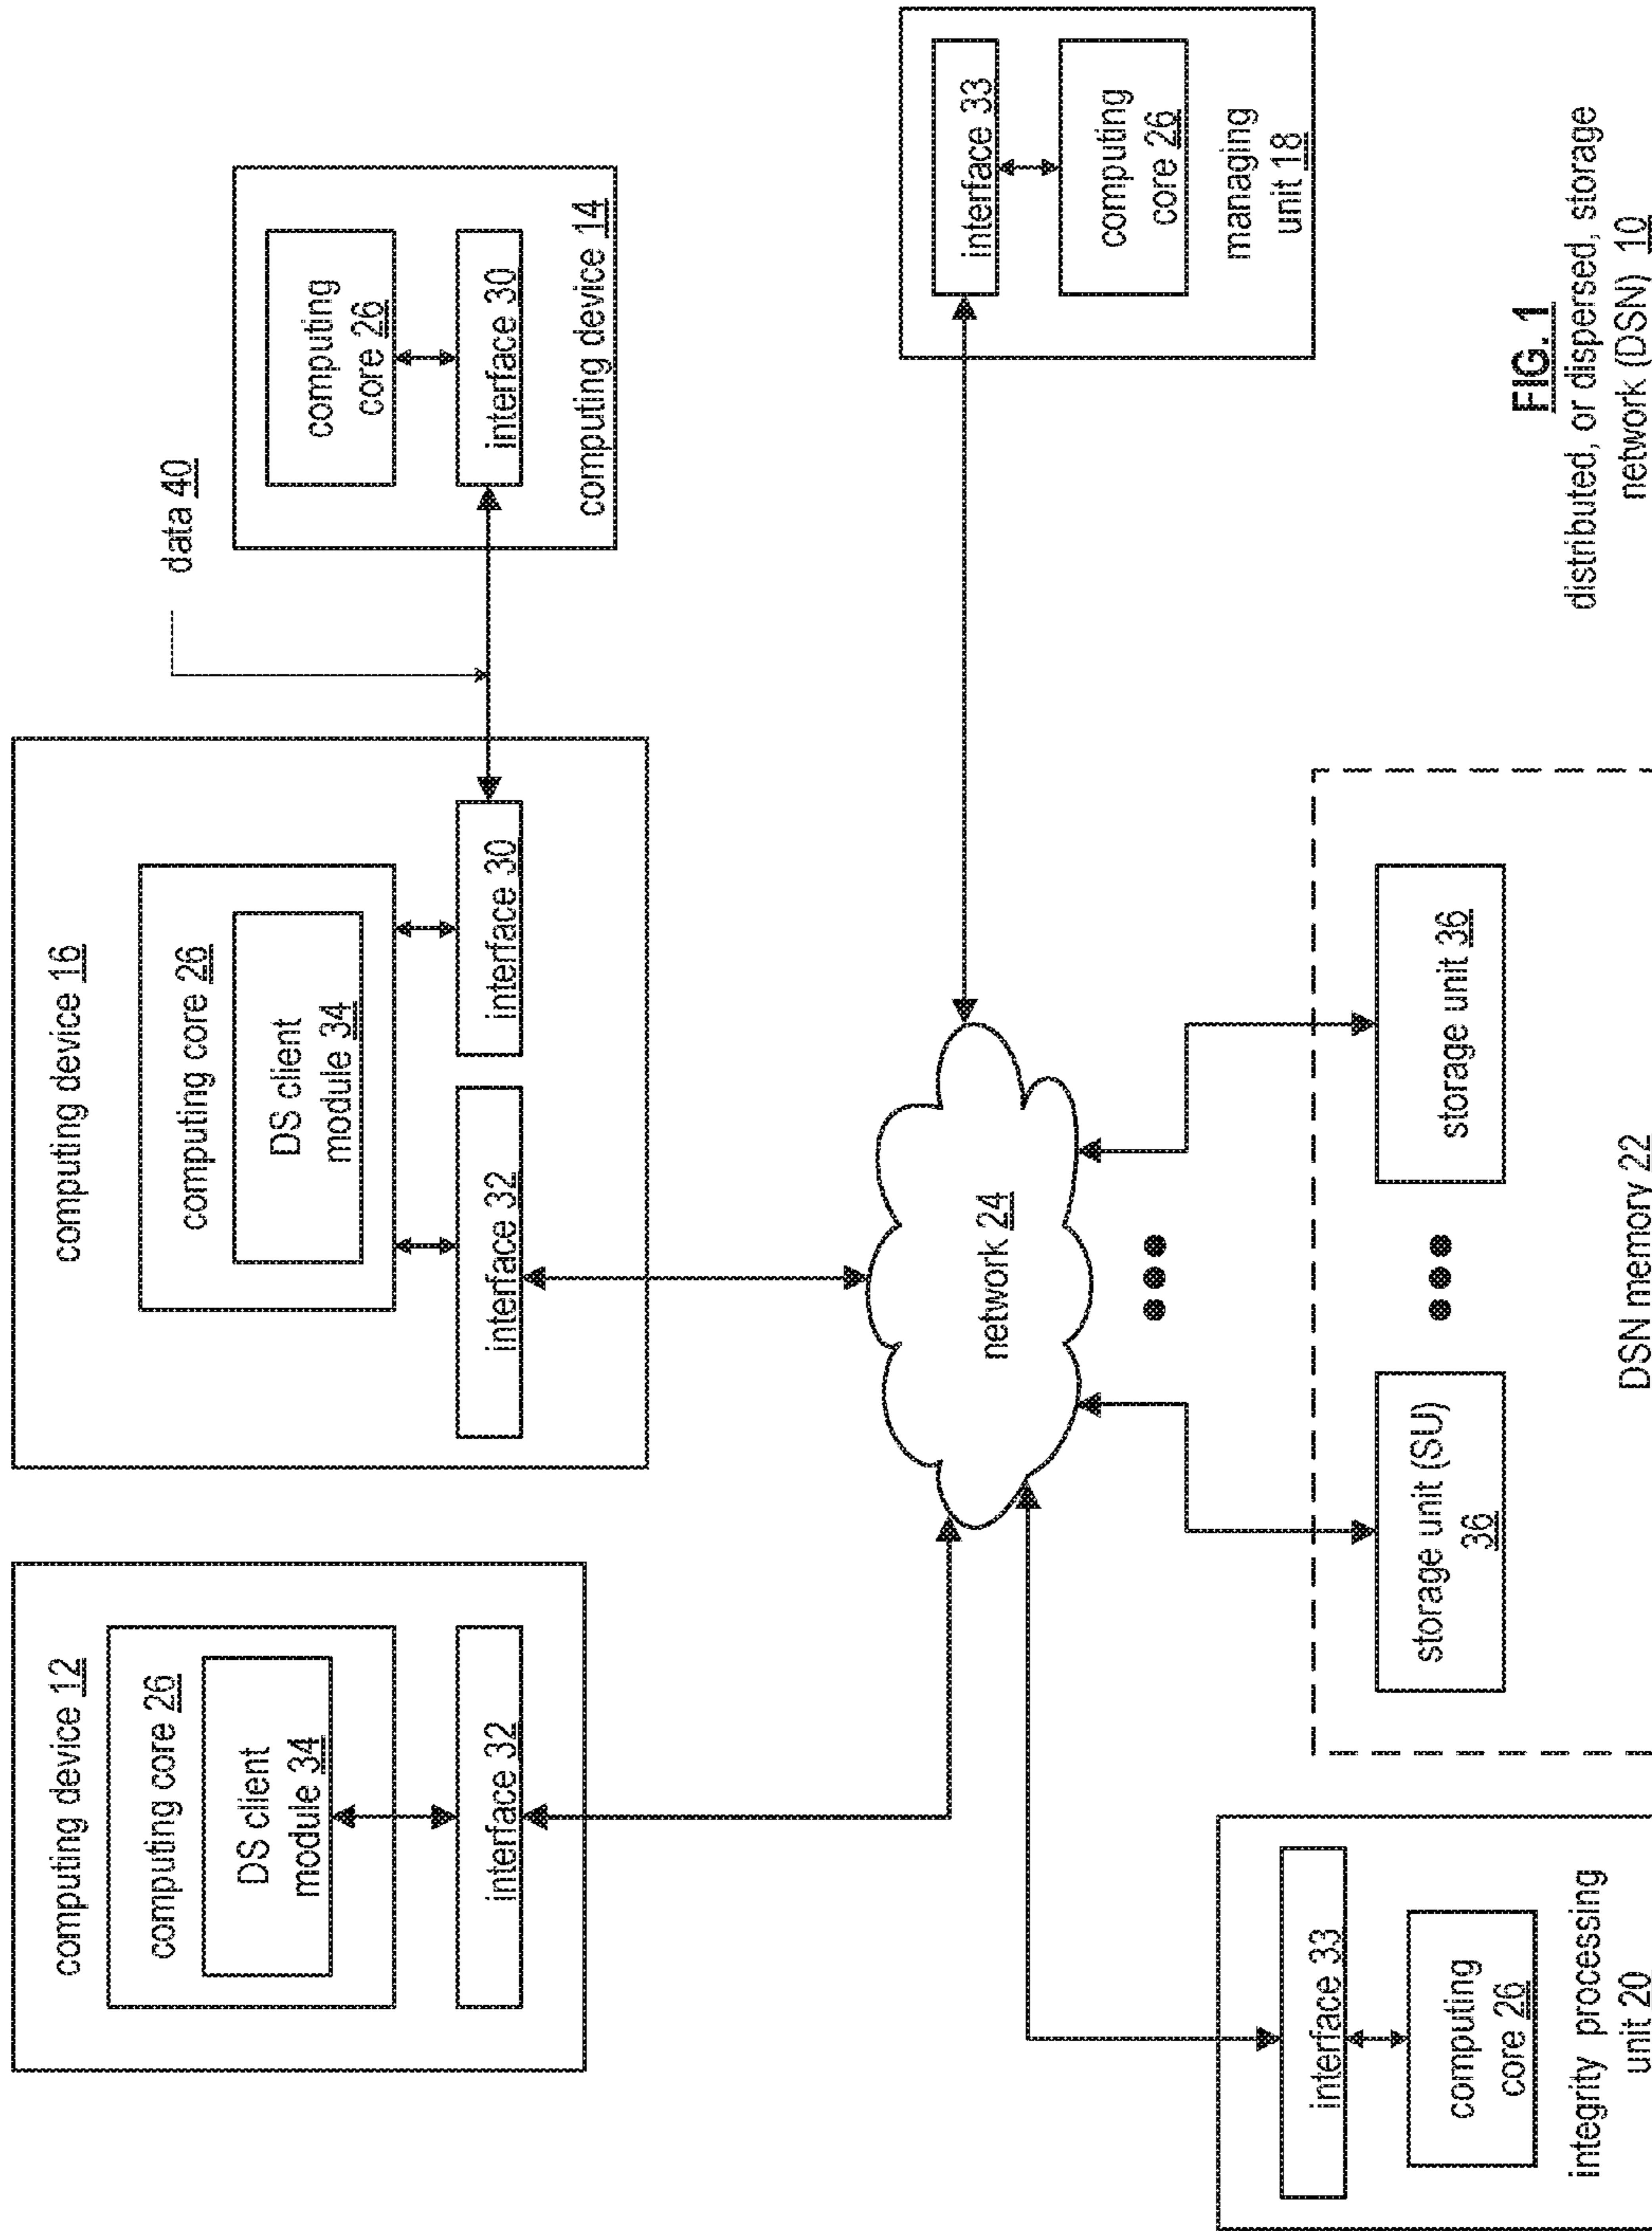 computing device 12
computing core 26
DS client
module 34
interface 32
computing device 16
computing core 26
DS client
module 34
interface 32
interface 30
data 40
computing
core 26
interface 30
computing device 14
network 24
interface 33
computing
core 26
managing
unit 18
interface 33
computing
core 26
integrity processing
unit 20
storage unit (SU)
36
storage unit 36
DSN memory 22
FIG. 1
distributed, or dispersed, storage
network (DSN) 10